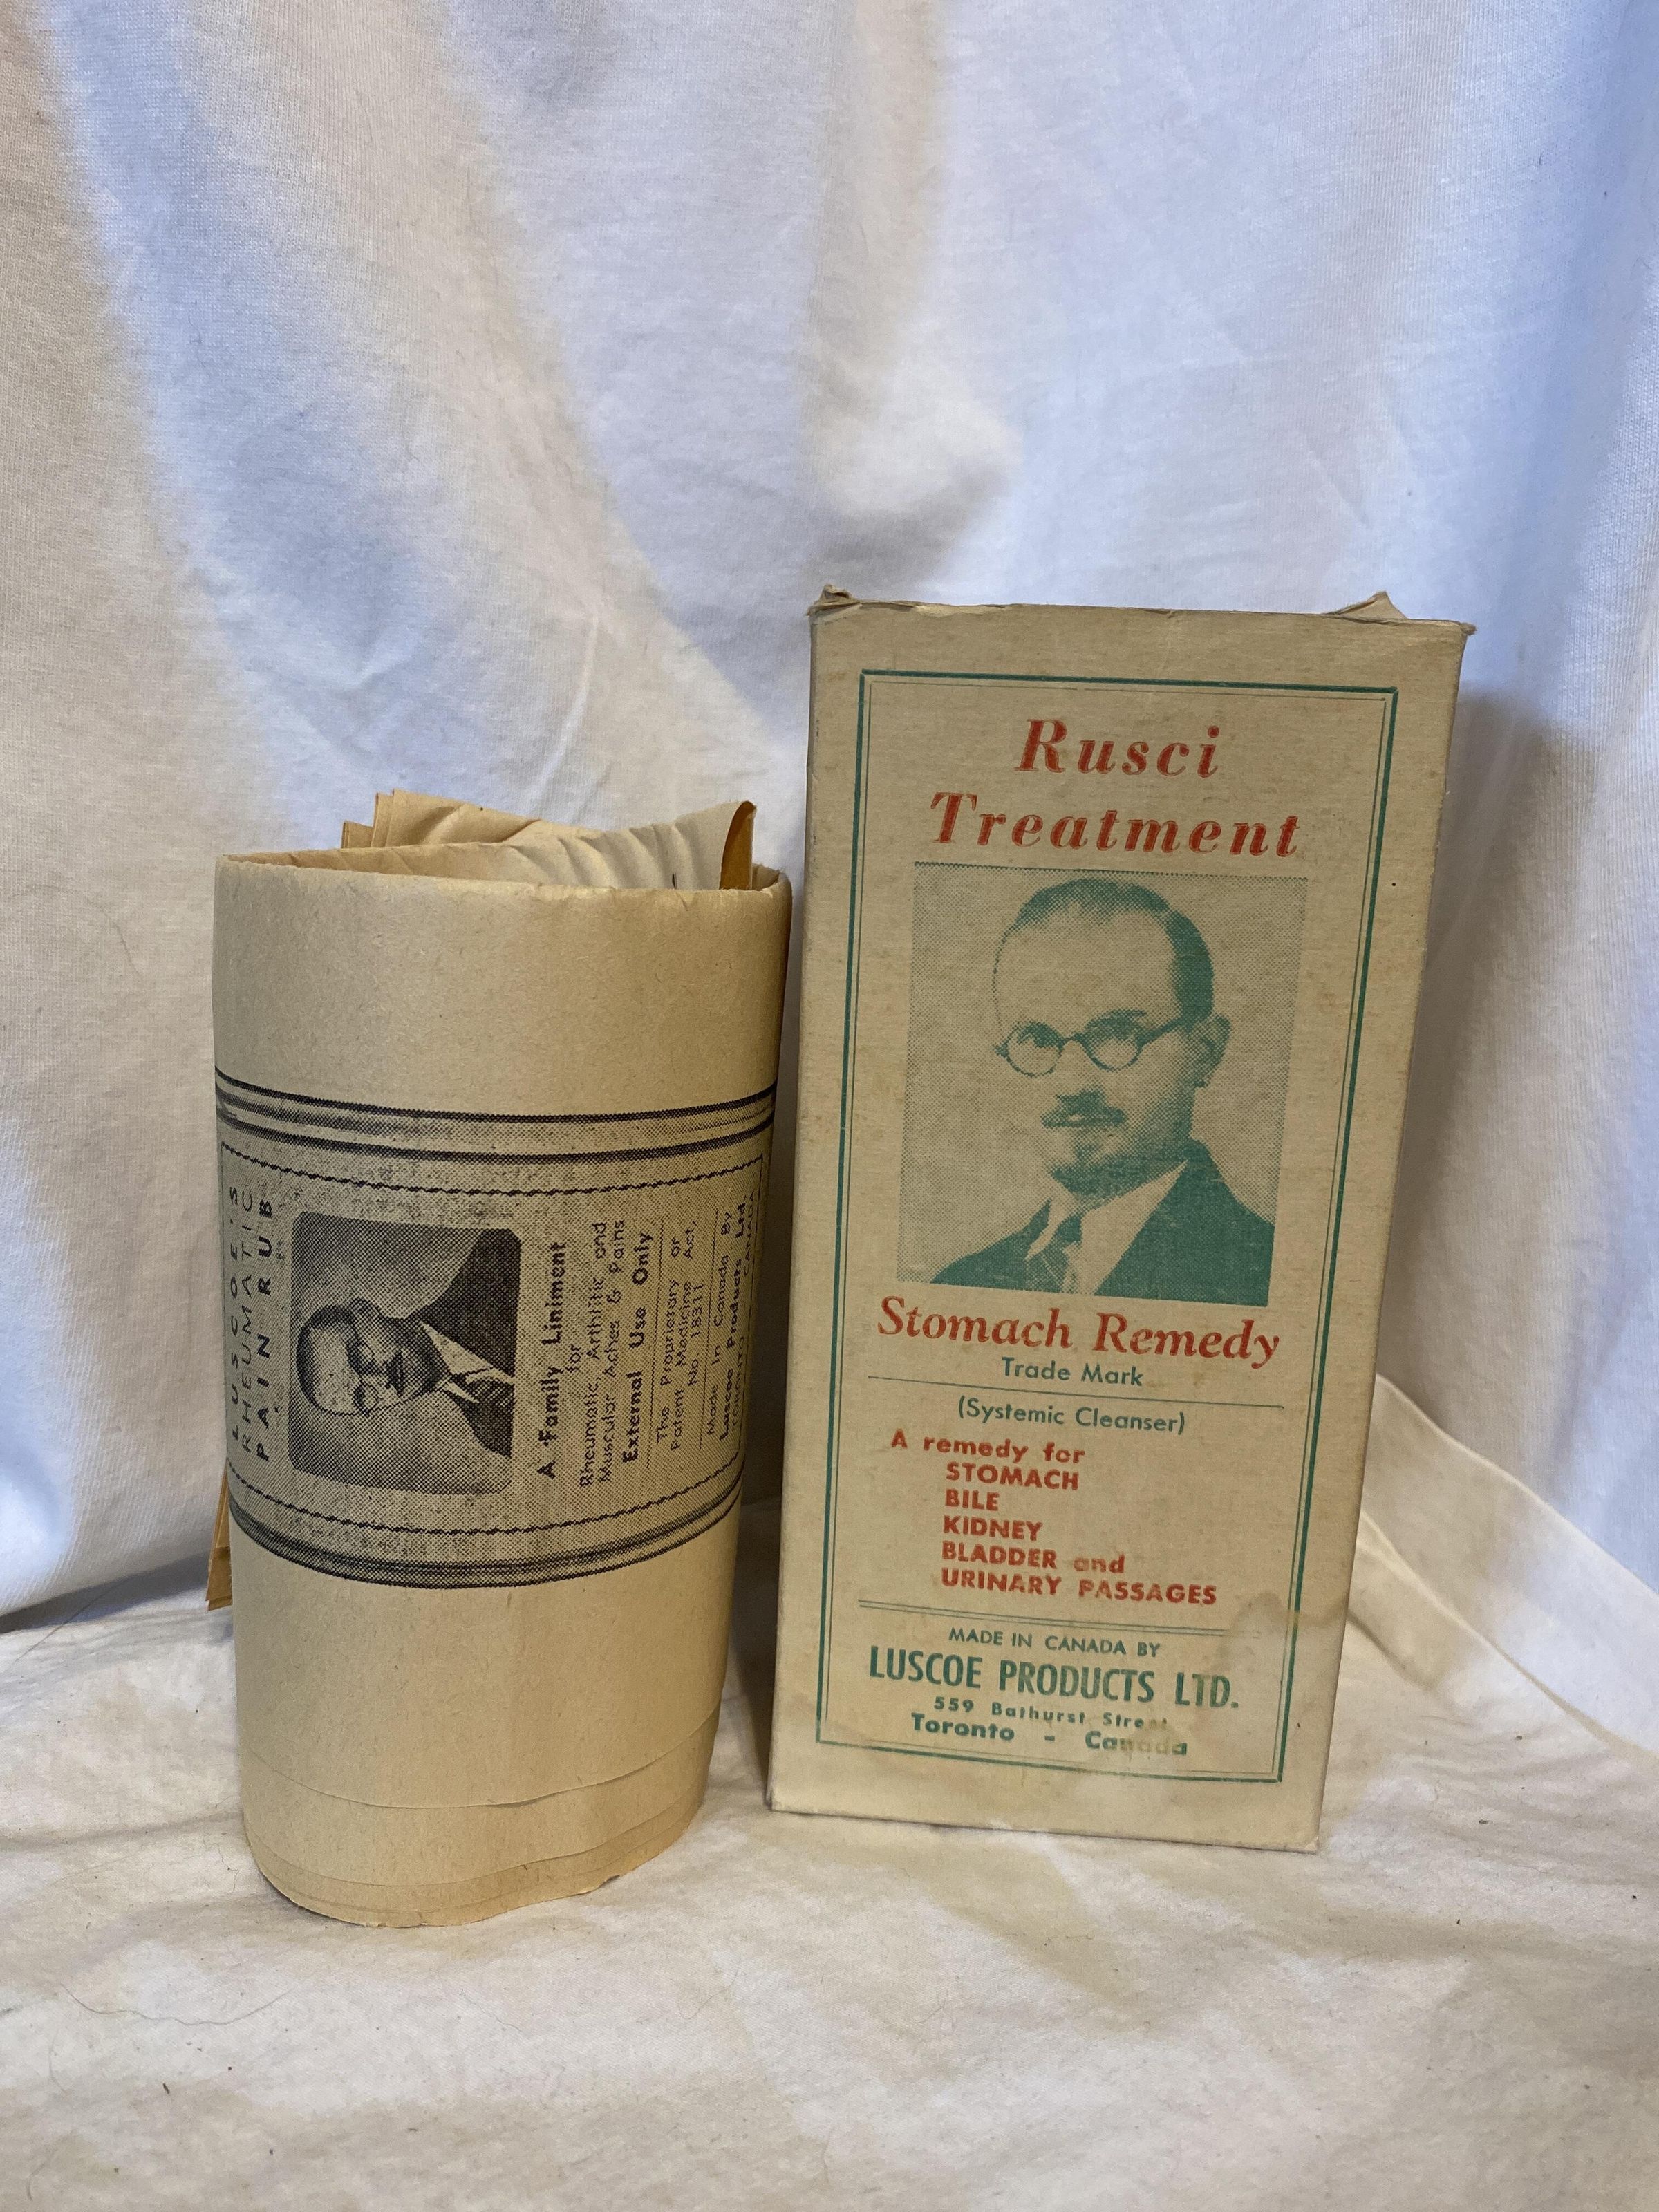 LUSCOE'S
RHEUMATIC
PAIN RUB
A Family Liniment
for
Rheumatic, Arthritic and
Muscular Aches & Pains
External Use Only
The Proprietary or
Patent Medicine Act,
No. 18311
Made In Canada By
Luscoe Products Ltd.
TORONTO CANADA
Rusci
Treatment
Stomach Remedy
Trade Mark
(Systemic Cleanser)
A remedy for
STOMACH
BILE
KIDNEY
BLADDER and
URINARY PASSAGES
MADE IN CANADA BY
LUSCOE PRODUCTS LTD.
559 Bathurst Street
Toronto - Canada